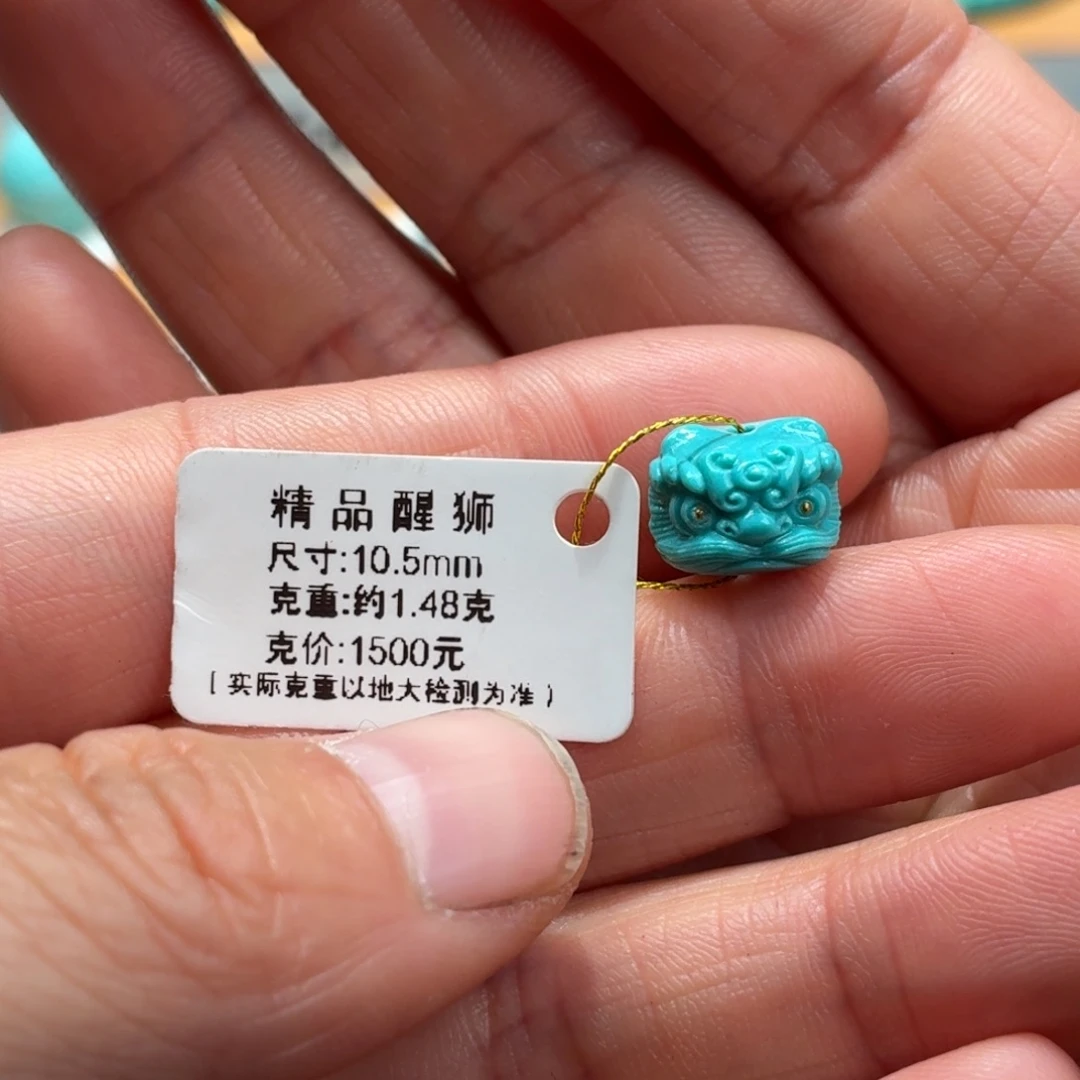 精品醒狮
尺寸:10.5mm
克重:约1.48克
克价:1500元
[实际克重以地大检测为准)